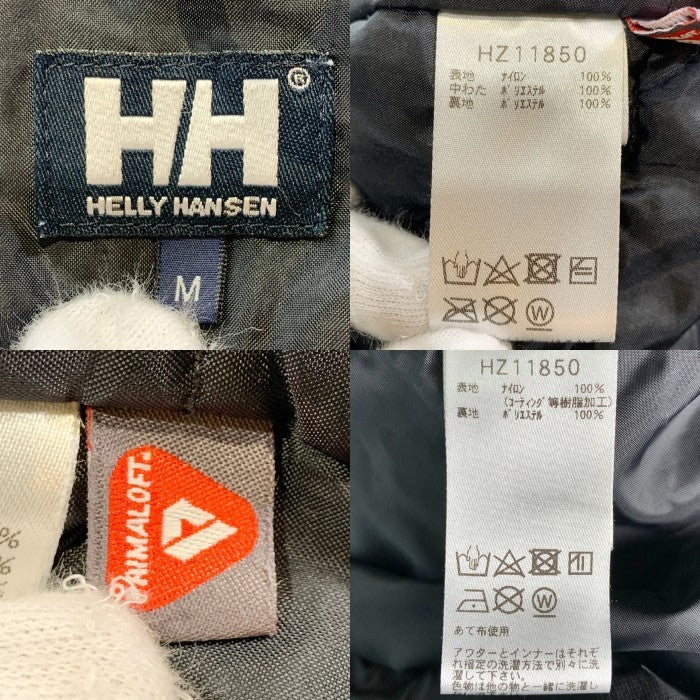 HH®
HELLY HANSEN
M
HZ11850
表地 ナイロン 100%
中わた ポリエステル 100%
裏地 ポリエステル 100%
W
PRIMALOFT®
%
%
HZ11850
表地 ナイロン 100%
(コーティング等樹脂加工)
裏地 ポリエステル 100%
W
あて布使用
アウターとインナーはそれぞ
れ指定の洗濯方法で別々に洗
濯して下さい。
色物は他の物と一緒に洗濯し